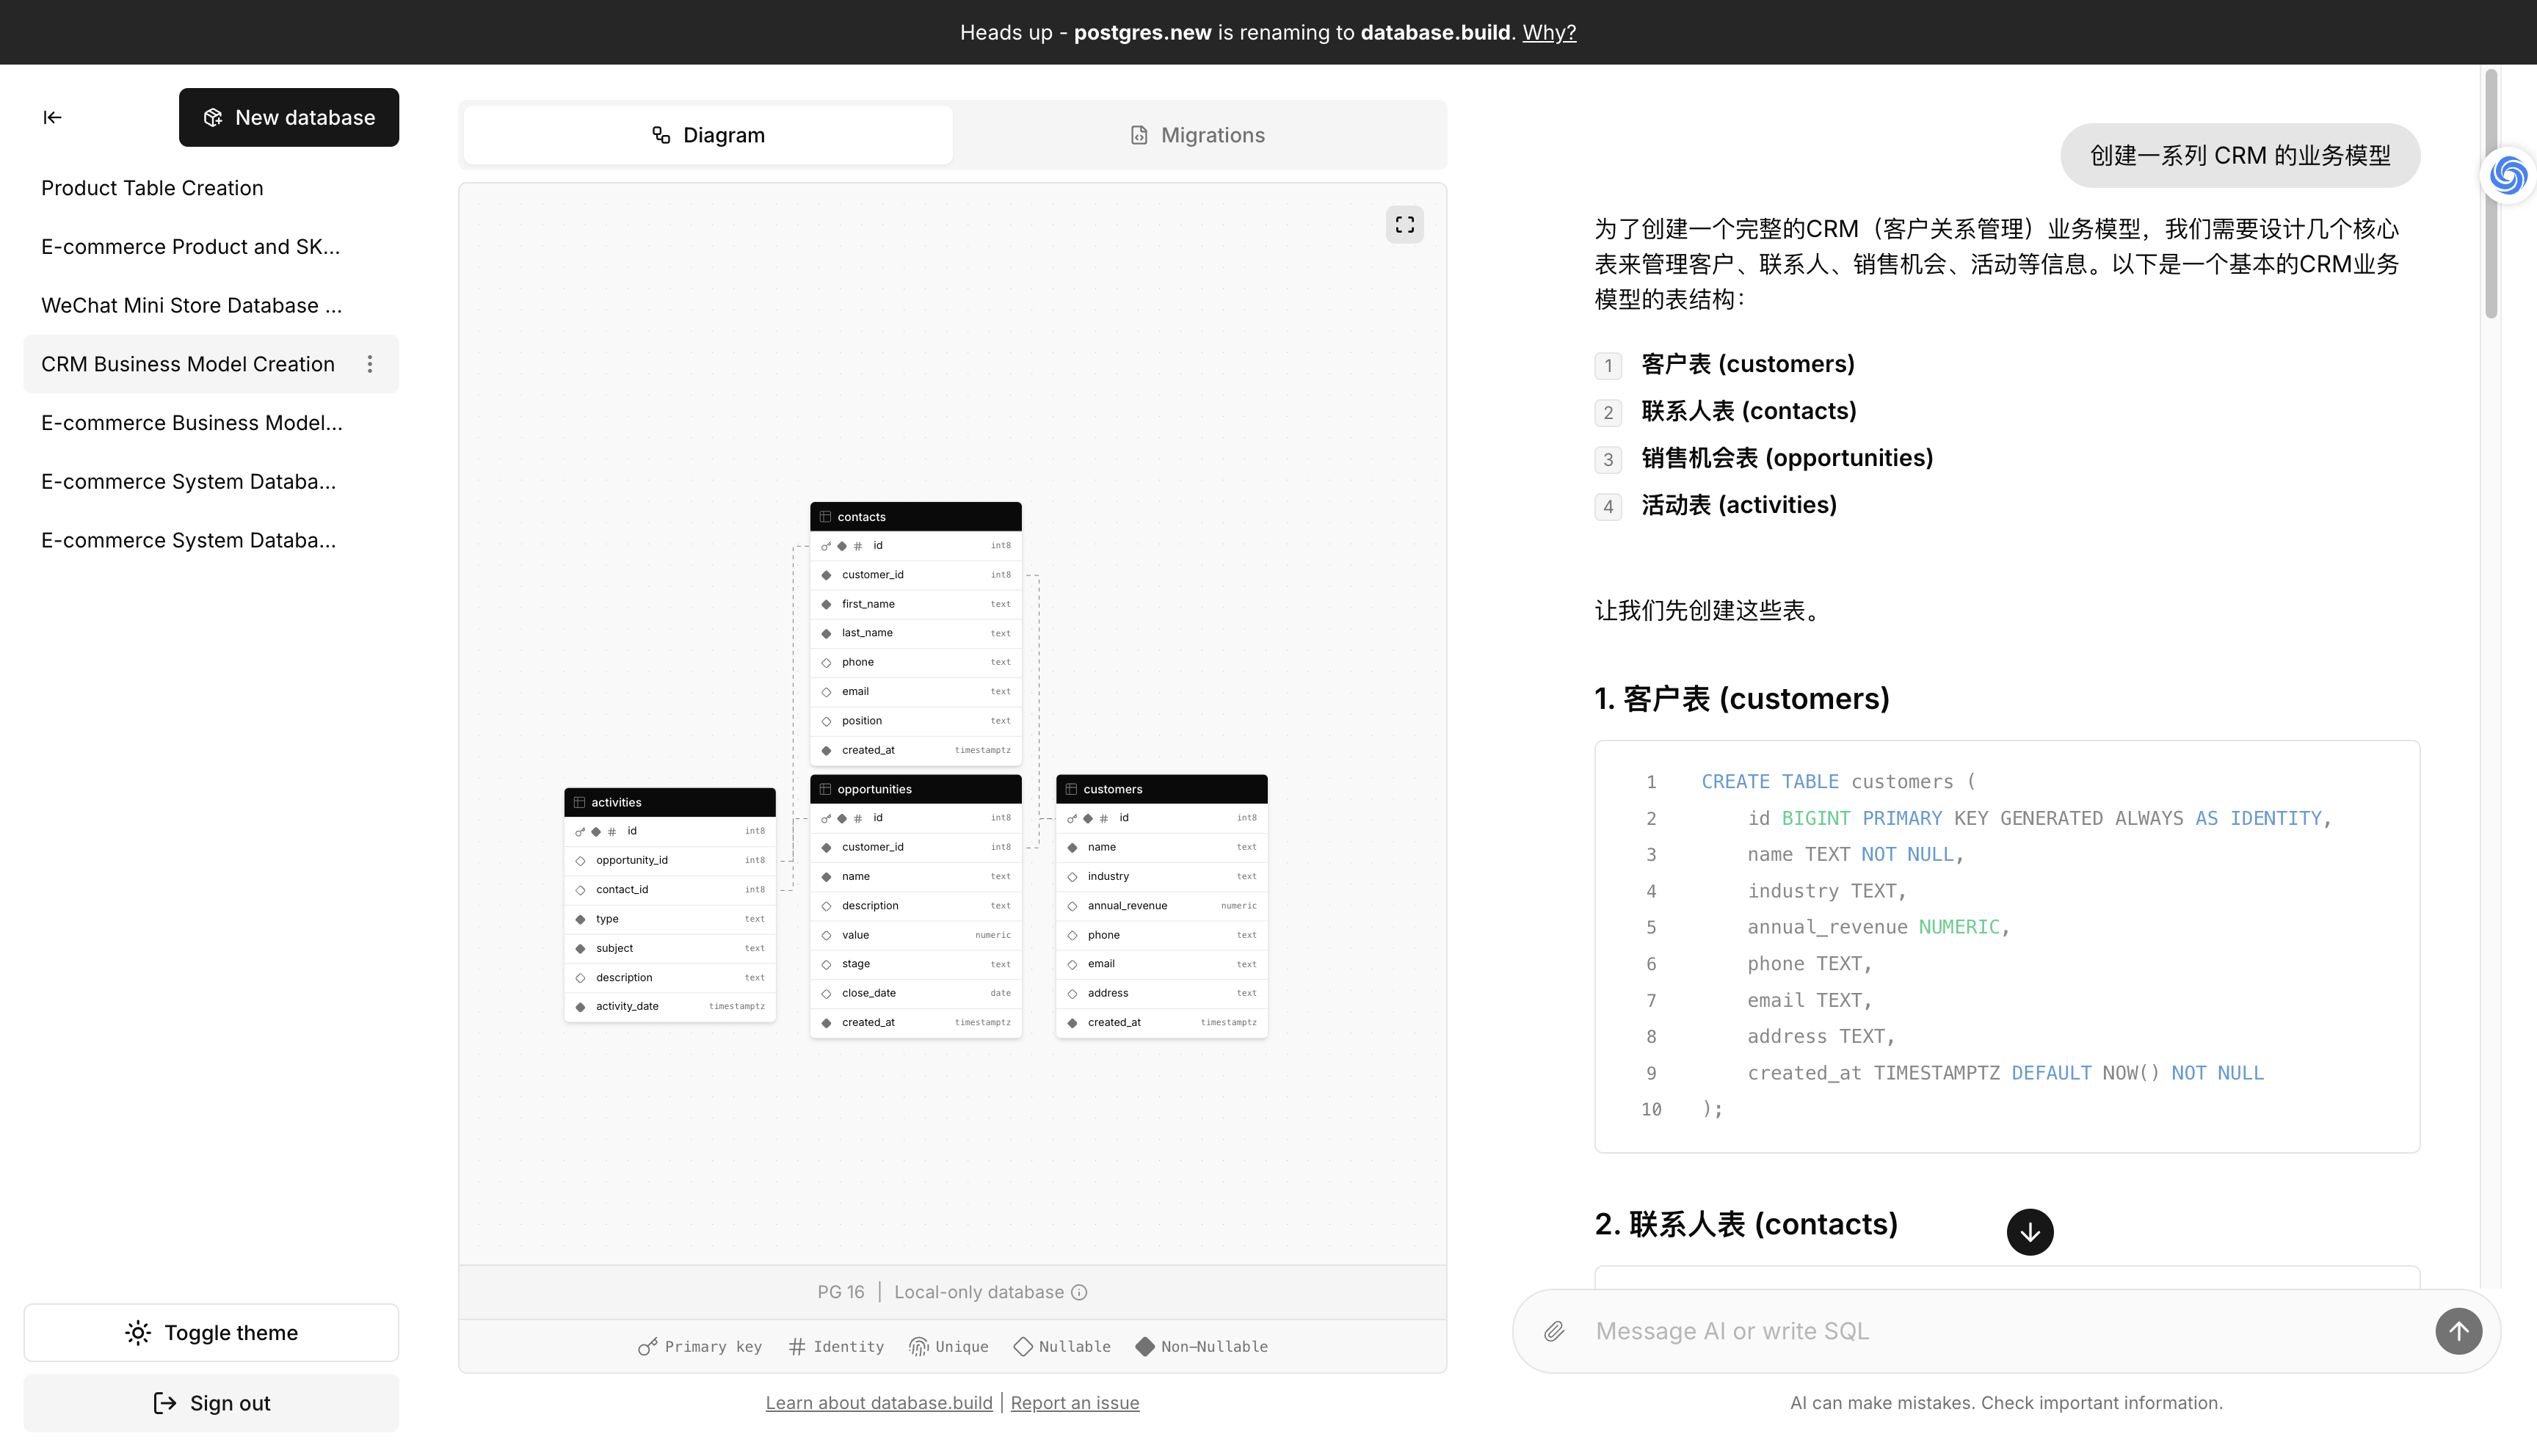 Heads up - postgres.new is renaming to database.build. Why?
New database
Product Table Creation
E-commerce Product and SK...
WeChat Mini Store Database ...
CRM Business Model Creation
E-commerce Business Model...
E-commerce System Databa...
E-commerce System Databa...
Toggle theme
Sign out
Diagram
Migrations
contacts
id int8
customer_id int8
first_name text
last_name text
phone text
email text
position text
created_at timestamptz
activities
id int8
opportunity_id int8
contact_id int8
type text
subject text
description text
activity_date timestamptz
opportunities
id int8
customer_id int8
name text
description text
value numeric
stage text
close_date date
created_at timestamptz
customers
id int8
name text
industry text
annual_revenue numeric
phone text
email text
address text
created_at timestamptz
PG 16 | Local-only database
Primary key Identity Unique Nullable Non-Nullable
Learn about database.build | Report an issue
创建一系列 CRM 的业务模型
为了创建一个完整的CRM（客户关系管理）业务模型，我们需要设计几个核心
表来管理客户、联系人、销售机会、活动等信息。以下是一个基本的CRM业务
模型的表结构：
1 客户表 (customers)
2 联系人表 (contacts)
3 销售机会表 (opportunities)
4 活动表 (activities)
让我们先创建这些表。
1. 客户表 (customers)
1 CREATE TABLE customers (
2 id BIGINT PRIMARY KEY GENERATED ALWAYS AS IDENTITY,
3 name TEXT NOT NULL,
4 industry TEXT,
5 annual_revenue NUMERIC,
6 phone TEXT,
7 email TEXT,
8 address TEXT,
9 created_at TIMESTAMPTZ DEFAULT NOW() NOT NULL
10 );
2. 联系人表 (contacts)
Message AI or write SQL
AI can make mistakes. Check important information.